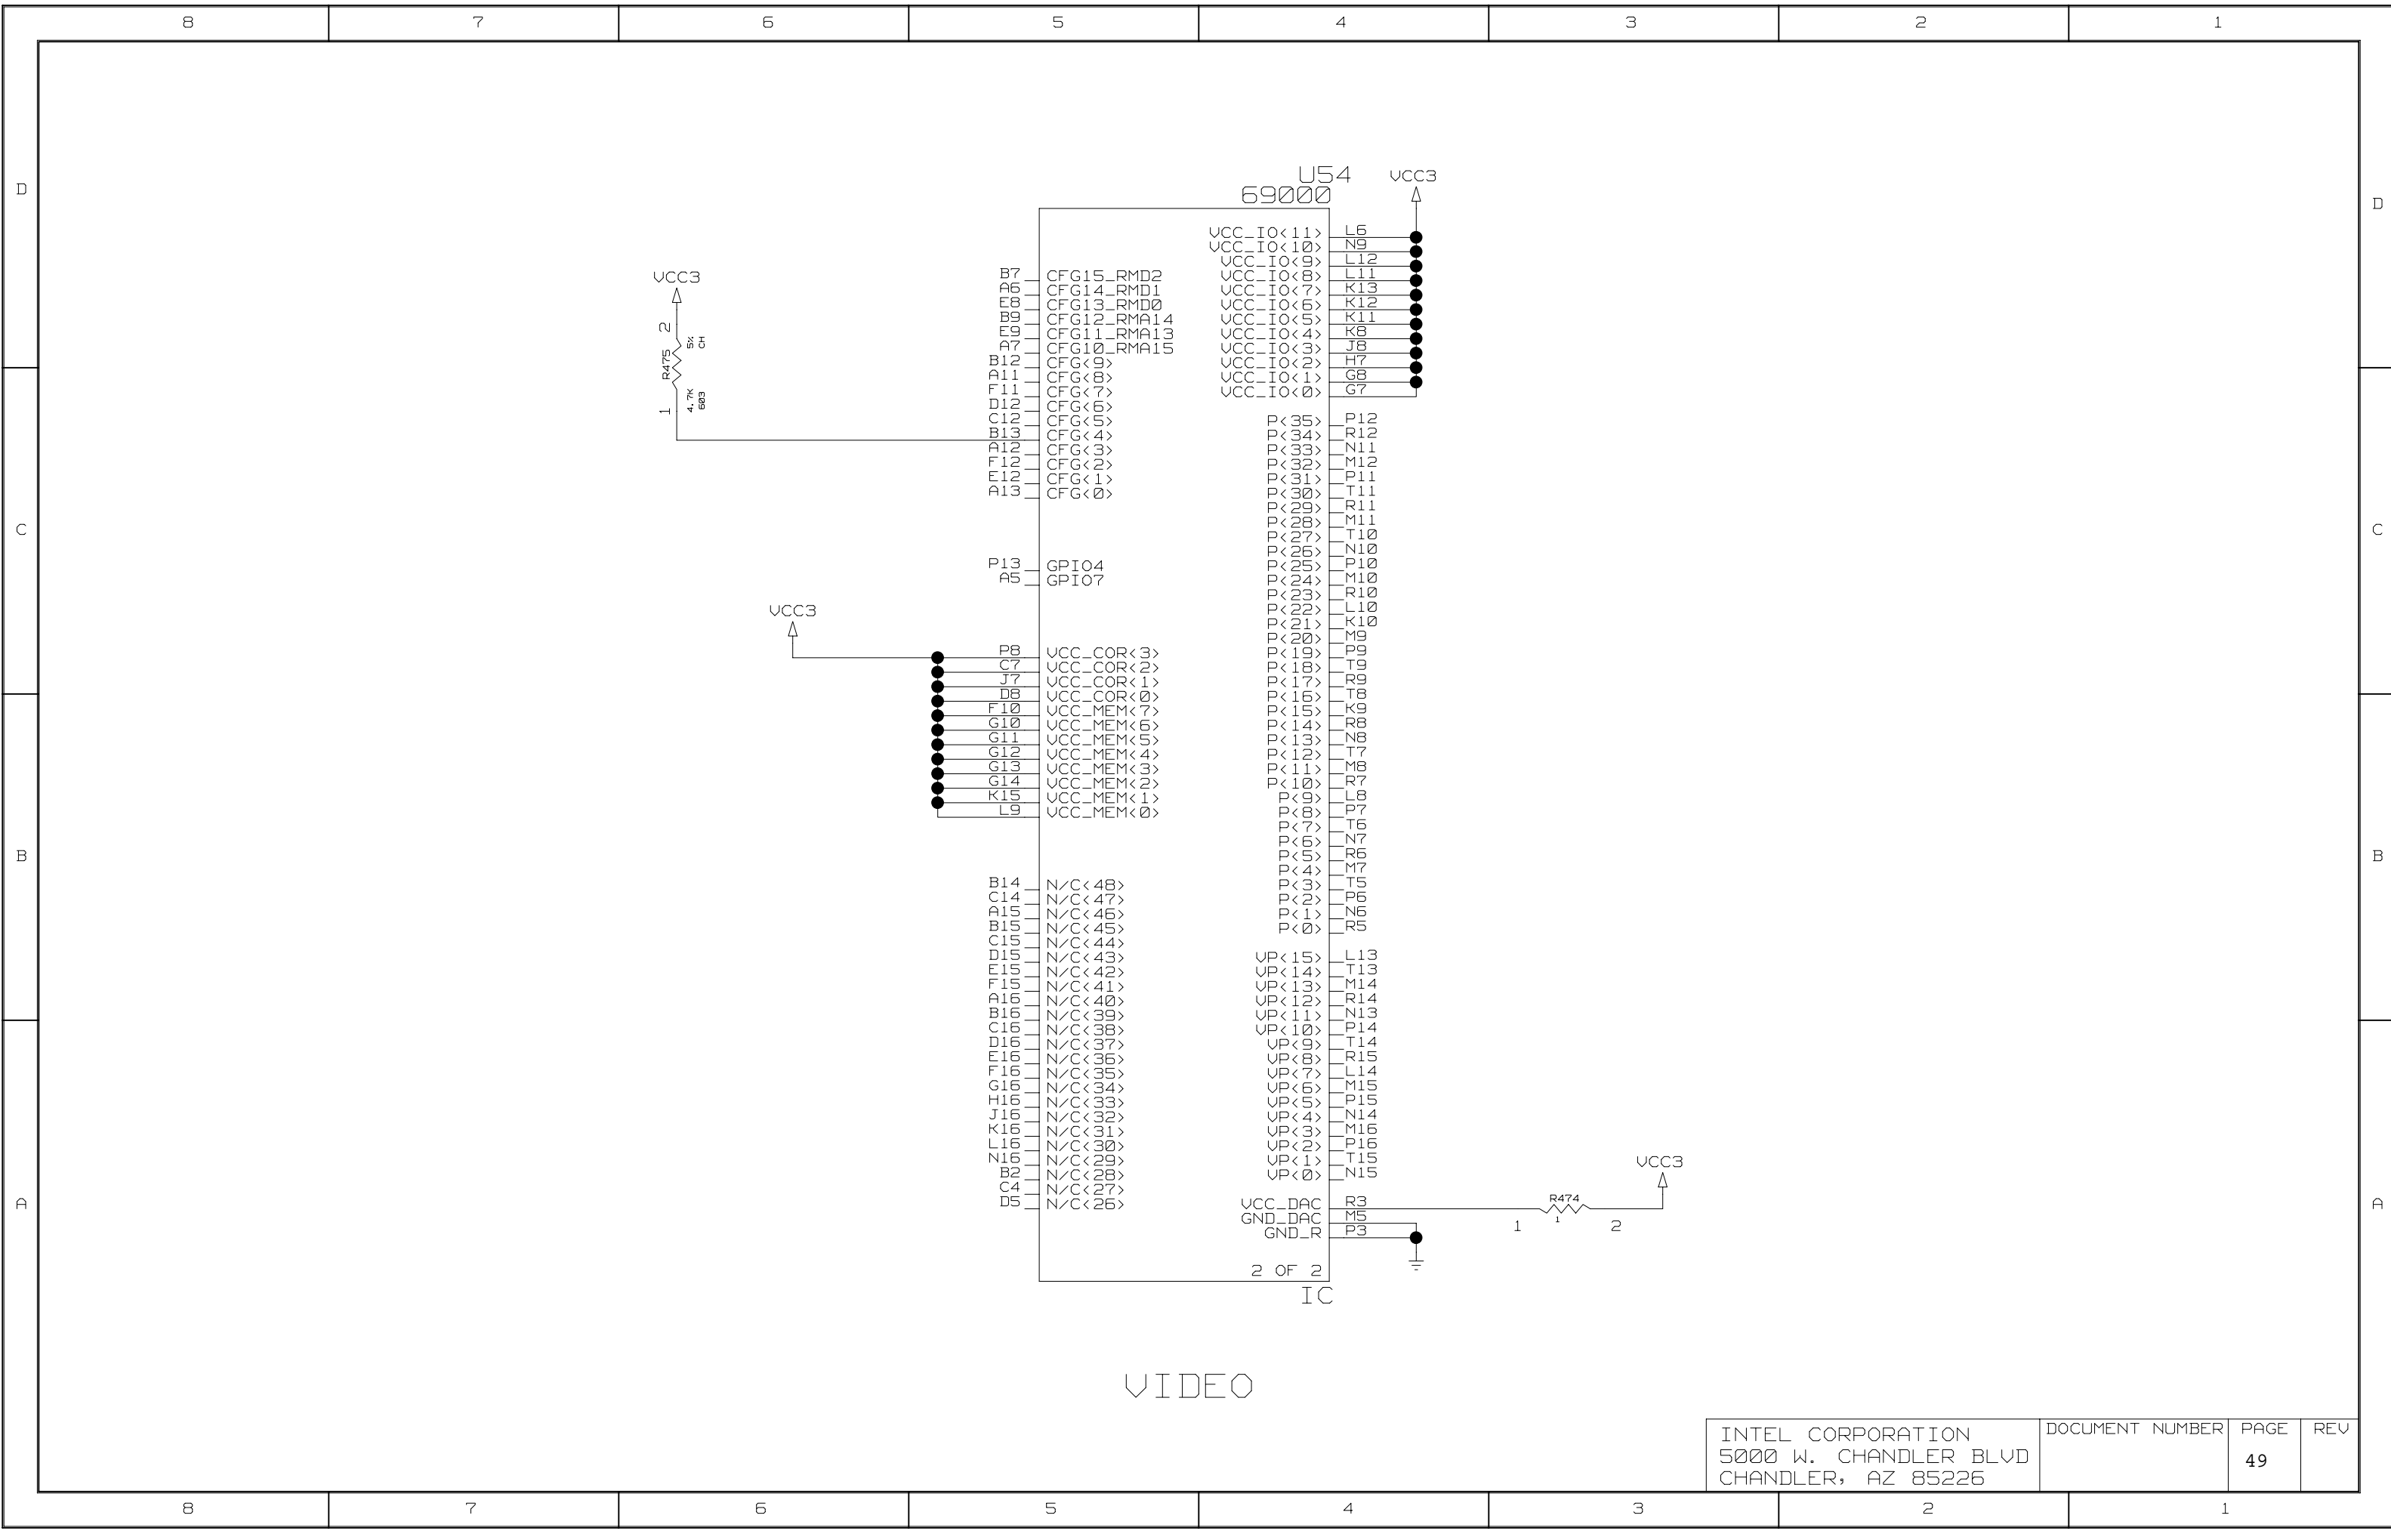 8 7 6 5 4 3 2 1
D D
C C
B B
A A
U54
69000
VCC3
VCC3
2
R475
5%
CH
4.7K
603
1
B7 CFG15_RMD2
A6 CFG14_RMD1
E8 CFG13_RMD0
B9 CFG12_RMA14
E9 CFG11_RMA13
A7 CFG10_RMA15
B12 CFG<9>
A11 CFG<8>
F11 CFG<7>
D12 CFG<6>
C12 CFG<5>
B13 CFG<4>
A12 CFG<3>
F12 CFG<2>
E12 CFG<1>
A13 CFG<0>
P13 GPIO4
A5 GPIO7
VCC3
P8 VCC_COR<3>
C7 VCC_COR<2>
J7 VCC_COR<1>
D8 VCC_COR<0>
F10 VCC_MEM<7>
G10 VCC_MEM<6>
G11 VCC_MEM<5>
G12 VCC_MEM<4>
G13 VCC_MEM<3>
G14 VCC_MEM<2>
K15 VCC_MEM<1>
L9 VCC_MEM<0>
B14 N/C<48>
C14 N/C<47>
A15 N/C<46>
B15 N/C<45>
C15 N/C<44>
D15 N/C<43>
E15 N/C<42>
F15 N/C<41>
A16 N/C<40>
B16 N/C<39>
C16 N/C<38>
D16 N/C<37>
E16 N/C<36>
F16 N/C<35>
G16 N/C<34>
H16 N/C<33>
J16 N/C<32>
K16 N/C<31>
L16 N/C<30>
N16 N/C<29>
B2 N/C<28>
C4 N/C<27>
D5 N/C<26>
VCC_IO<11> L6
VCC_IO<10> N9
VCC_IO<9> L12
VCC_IO<8> L11
VCC_IO<7> K13
VCC_IO<6> K12
VCC_IO<5> K11
VCC_IO<4> K8
VCC_IO<3> J8
VCC_IO<2> H7
VCC_IO<1> G8
VCC_IO<0> G7
P<35> P12
P<34> R12
P<33> N11
P<32> M12
P<31> P11
P<30> T11
P<29> R11
P<28> M11
P<27> T10
P<26> N10
P<25> P10
P<24> M10
P<23> R10
P<22> L10
P<21> K10
P<20> M9
P<19> P9
P<18> T9
P<17> R9
P<16> T8
P<15> K9
P<14> R8
P<13> N8
P<12> T7
P<11> M8
P<10> R7
P<9> L8
P<8> P7
P<7> T6
P<6> N7
P<5> R6
P<4> M7
P<3> T5
P<2> P6
P<1> N6
P<0> R5
VP<15> L13
VP<14> T13
VP<13> M14
VP<12> R14
VP<11> N13
VP<10> P14
VP<9> T14
VP<8> R15
VP<7> L14
VP<6> M15
VP<5> P15
VP<4> N14
VP<3> M16
VP<2> P16
VP<1> T15
VP<0> N15
VCC_DAC R3
GND_DAC M5
GND_R P3
VCC3
R474
1
1 2
2 OF 2
IC
VIDEO
INTEL CORPORATION
5000 W. CHANDLER BLVD
CHANDLER, AZ 85226
DOCUMENT NUMBER
PAGE
49
REV
8 7 6 5 4 3 2 1